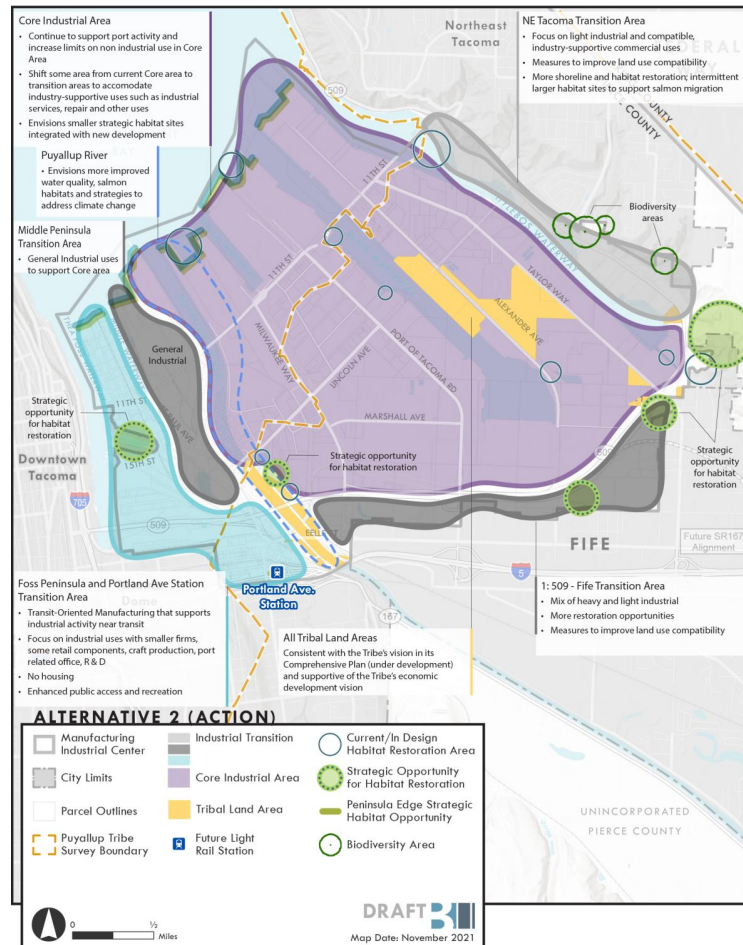 Core Industrial Area
• Continue to support port activity and
increase limits on non industrial use in Core
Area
• Shift some area from current Core area to
transition areas to accomodate
industry-supportive uses such as industrial
services, repair and other uses
• Envisions smaller strategic habitat sites
integrated with new development
Northeast
Tacoma
NE Tacoma Transition Area
• Focus on light industrial and compatible,
industry-supportive commercial uses
• Measures to improve land use compatibility
• More shoreline and habitat restoration; intermittent
larger habitat sites to support salmon migration
COUNTY
COUNTY
509
Puyallup River
• Envisions more improved
water quality, salmon
habitats and strategies to
address climate change
Middle Peninsula
Transition Area
• General Industrial uses
to support Core area
Biodiversity
areas
11TH ST
11TH ST
TAYLOR WAY
ALEXANDER AVE
MILWAUKEE WAY
LINCOLN AVE
PORT OF TACOMA RD
MARSHALL AVE
General
Industrial
11TH ST
15TH ST
Strategic
opportunity
for habitat
restoration
Downtown
Tacoma
705
509
Strategic opportunity
for habitat restoration
509
Strategic
opportunity
for habitat
restoration
FIFE
Future SR167
Alignment
5
Portland Ave.
Station
167
Foss Peninsula and Portland Ave Station
Transition Area
• Transit-Oriented Manufacturing that supports
industrial activity near transit
• Focus on industrial uses with smaller firms,
some retail components, craft production, port
related office, R & D
• No housing
• Enhanced public access and recreation
Dome
All Tribal Land Areas
Consistent with the Tribe's vision in its
Comprehensive Plan (under development)
and supportive of the Tribe's economic
development vision
1: 509 - Fife Transition Area
• Mix of heavy and light industrial
• More restoration opportunities
• Measures to improve land use compatibility
ALTERNATIVE 2 (ACTION)
Manufacturing
Industrial Center
Industrial Transition
Current/In Design
Habitat Restoration Area
City Limits
Core Industrial Area
Strategic Opportunity
for Habitat Restoration
Parcel Outlines
Tribal Land Area
Peninsula Edge Strategic
Habitat Opportunity
Puyallup Tribe
Survey Boundary
Future Light
Rail Station
Biodiversity Area
UNINCORPORATED
PIERCE COUNTY
0 ½
Miles
DRAFT
Map Date: November 2021